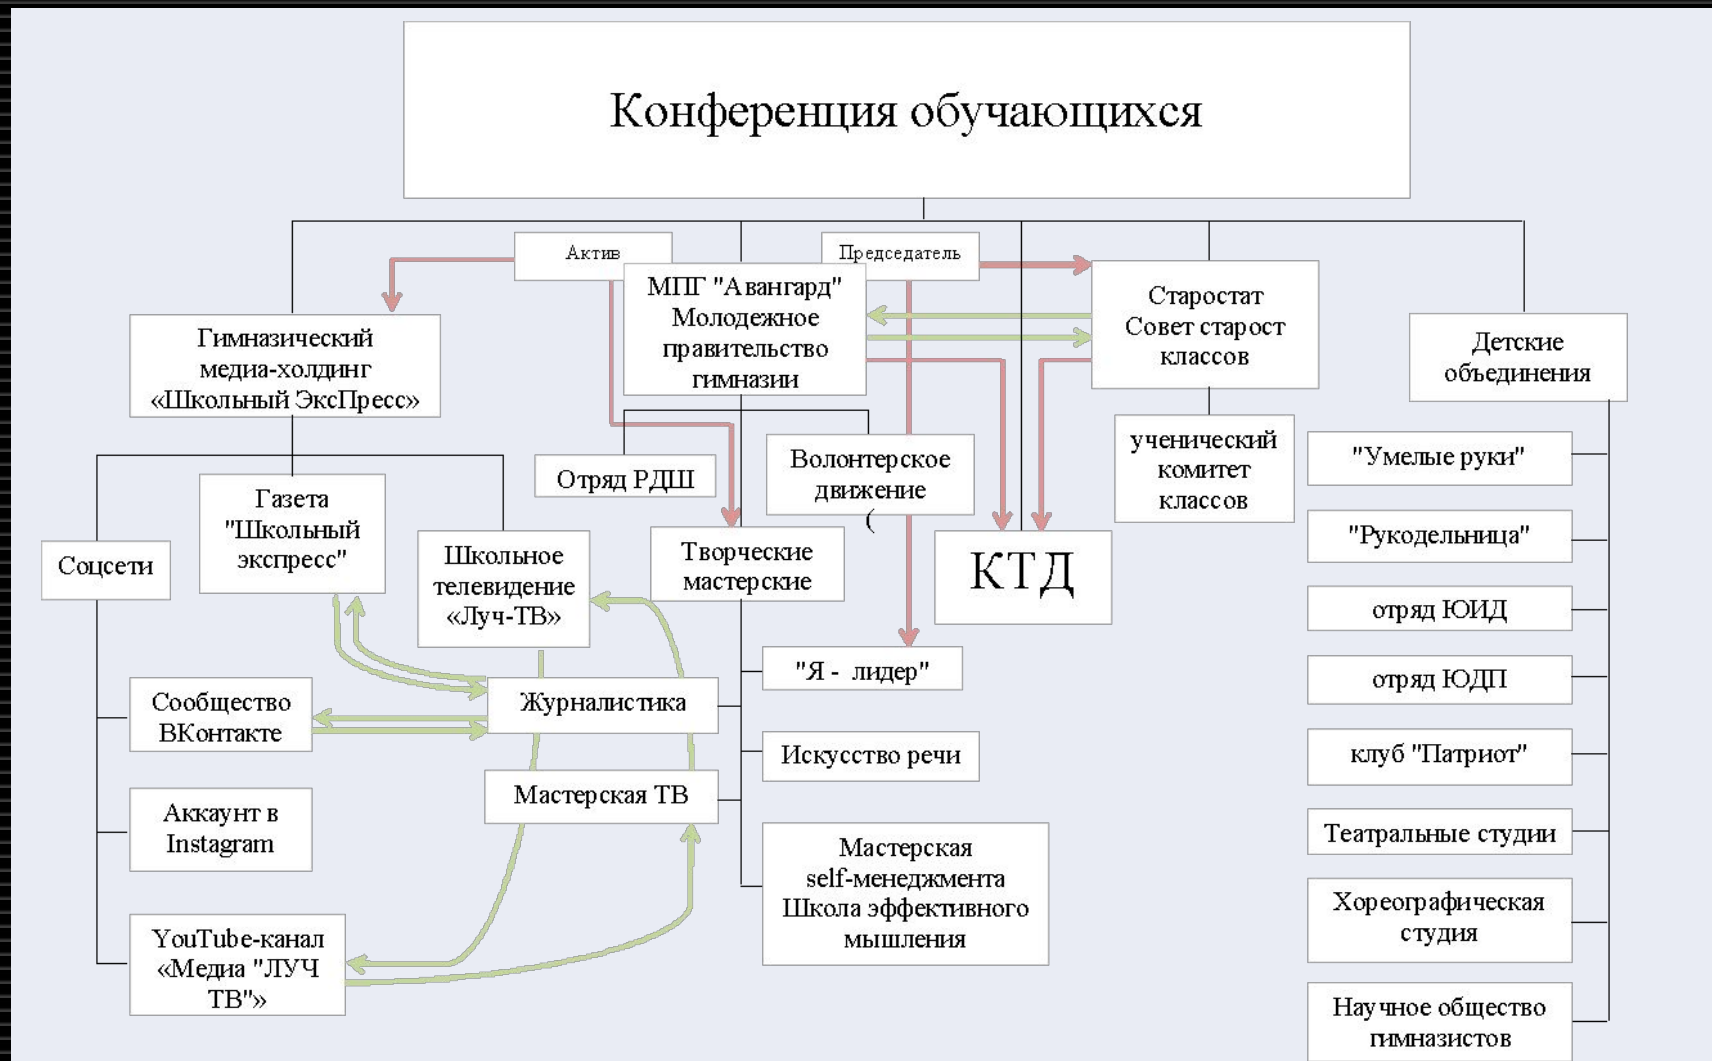 Конференция обучающихся
Актив
Председатель
МПГ "Авангард"
Молодежное
правительство
гимназии
Старостат
Совет старост
классов
Гимназический
медиа-холдинг
«Школьный ЭксПресс»
Детские
объединения
Отряд РДШ
Волонтерское
движение
(
ученический
комитет
классов
"Умелые руки"
Газета
"Школьный
экспресс"
Соцсети
Школьное
телевидение
«Луч-ТВ»
Творческие
мастерские
КТД
"Рукодельница"
отряд ЮИД
"Я - лидер"
отряд ЮДП
Сообщество
ВКонтакте
Журналистика
Искусство речи
клуб "Патриот"
Мастерская ТВ
Аккаунт в
Instagram
Театральные студии
Мастерская
self-менеджмента
Школа эффективного
мышления
Хореографическая
студия
YouTube-канал
«Медиа "ЛУЧ
ТВ"»
Научное общество
гимназистов